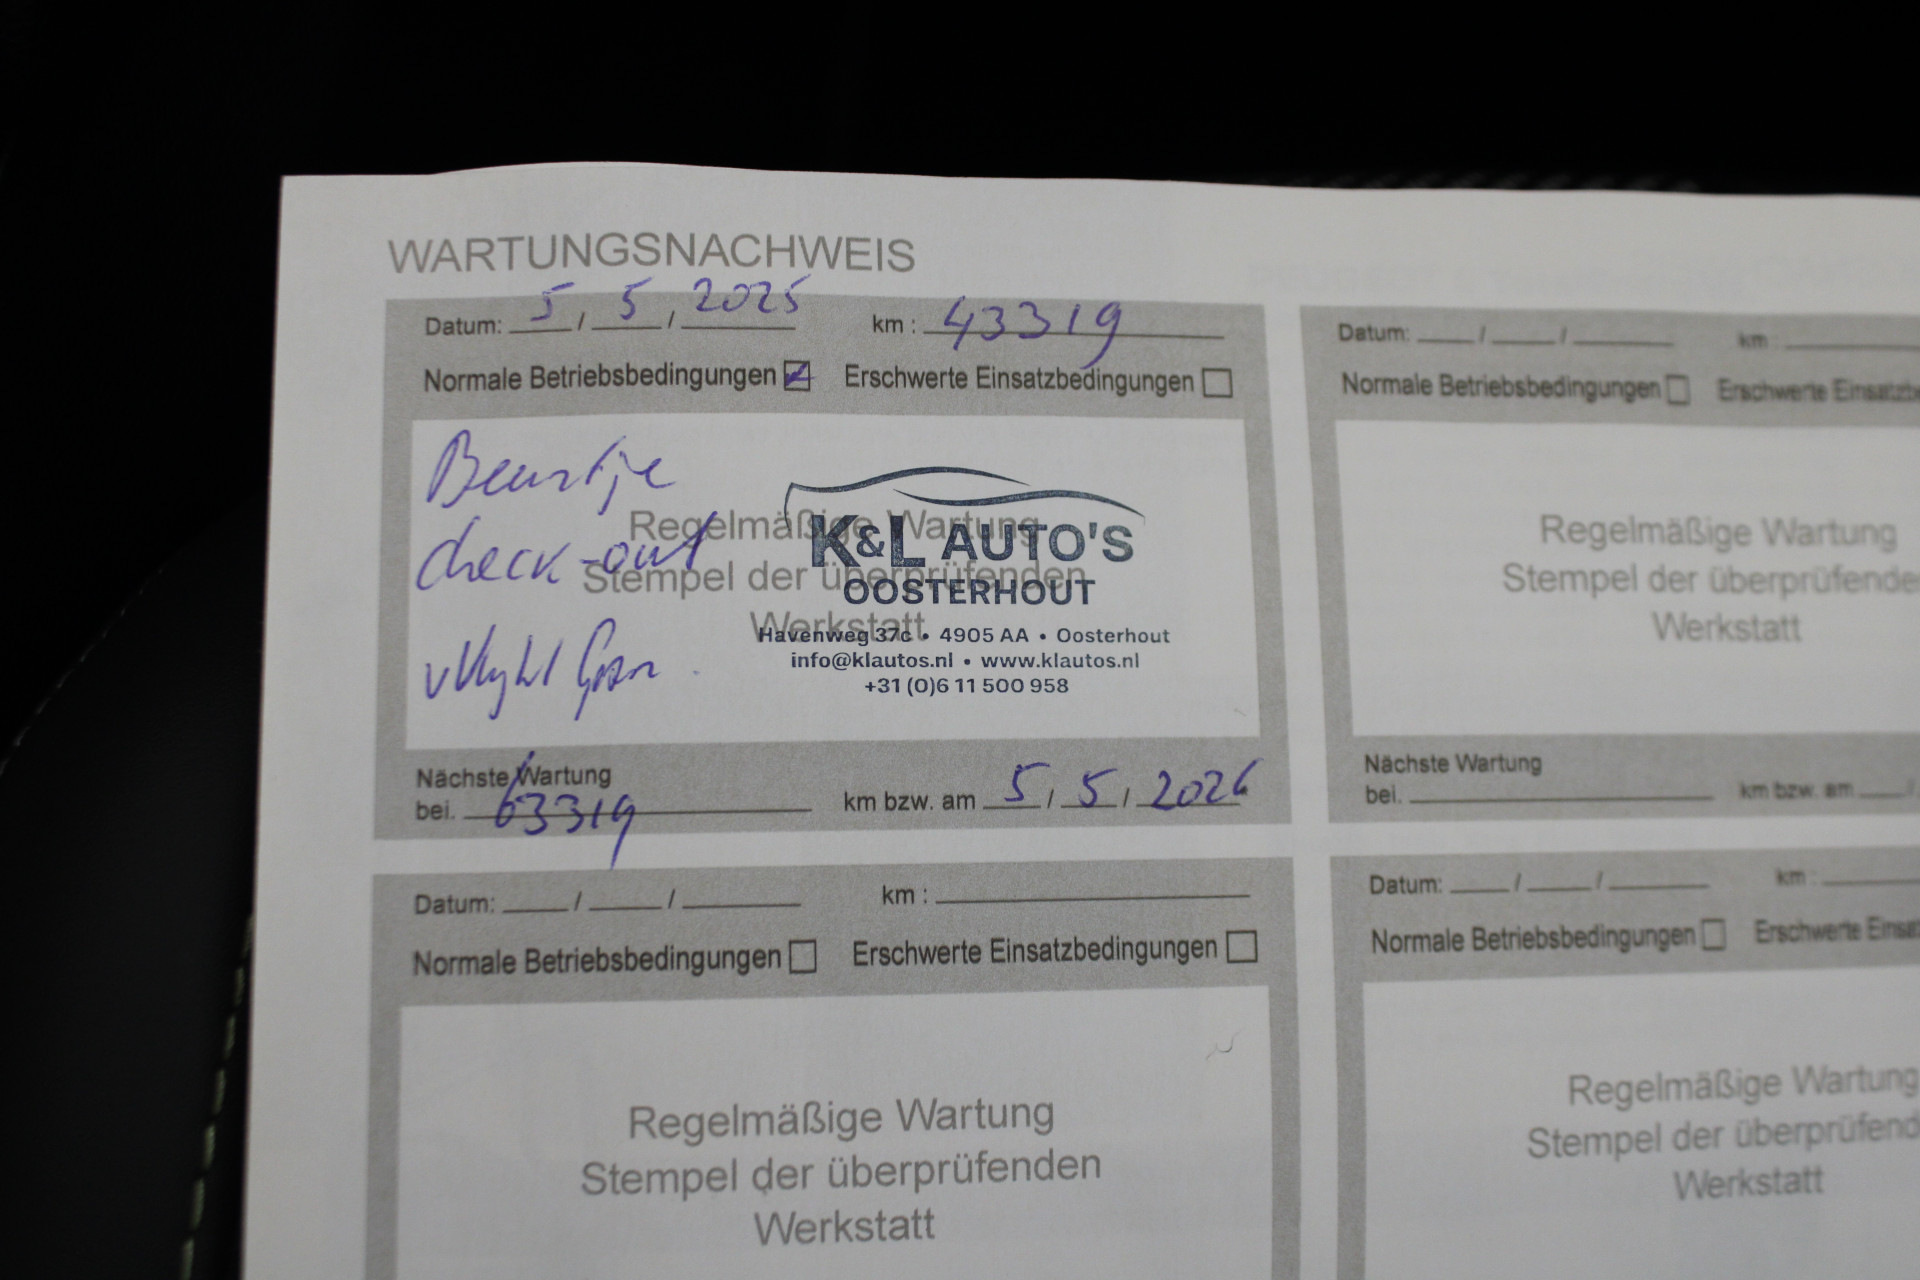 WARTUNGSNACHWEIS
Datum: 5 / 5 / 2025 km : 43319
Normale Betriebsbedingungen Erschwerte Einsatzbedingungen
Beurtje
check-out
Regelmäßige Wartung
Stempel der überprüfenden
Werkstatt
K&L AUTO'S
OOSTERHOUT
Havenweg 37c • 4905 AA • Oosterhout
info@klautos.nl • www.klautos.nl
+31 (0)6 11 500 958
Nächste Wartung
bei. 63319 km bzw. am 5 / 5 / 2026
Datum: / / km
Normale Betriebsbedingungen Erschwerte
Regelmäßige Wartung
Stempel der überprüfende
Werkstatt
Nächste Wartung
bei. km bzw. am /
Datum: / / km :
Normale Betriebsbedingungen Erschwerte Einsatzbedingungen
Regelmäßige Wartung
Stempel der überprüfenden
Werkstatt
Datum: / / km
Normale Betriebsbedingungen Erschwerte
Regelmäßige Wartung
Stempel der überprüfend
Werkstatt